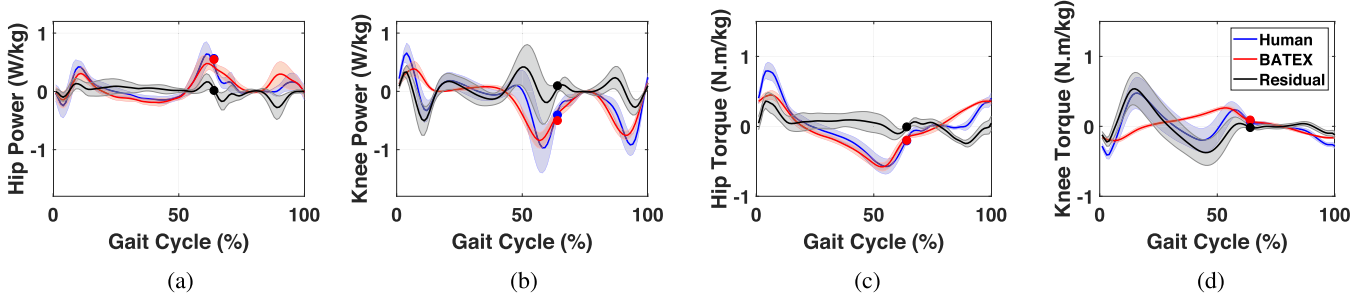 Hip Power (W/kg)
1
0
-1
0
50
100
Gait Cycle (%)
(a)
Knee Power (W/kg)
1
0
-1
0
50
100
Gait Cycle (%)
(b)
Hip Torque (N.m/kg)
1
0
-1
0
50
100
Gait Cycle (%)
(c)
Knee Torque (N.m/kg)
1
0
-1
0
50
100
Gait Cycle (%)
(d)
Human
BATEX
Residual